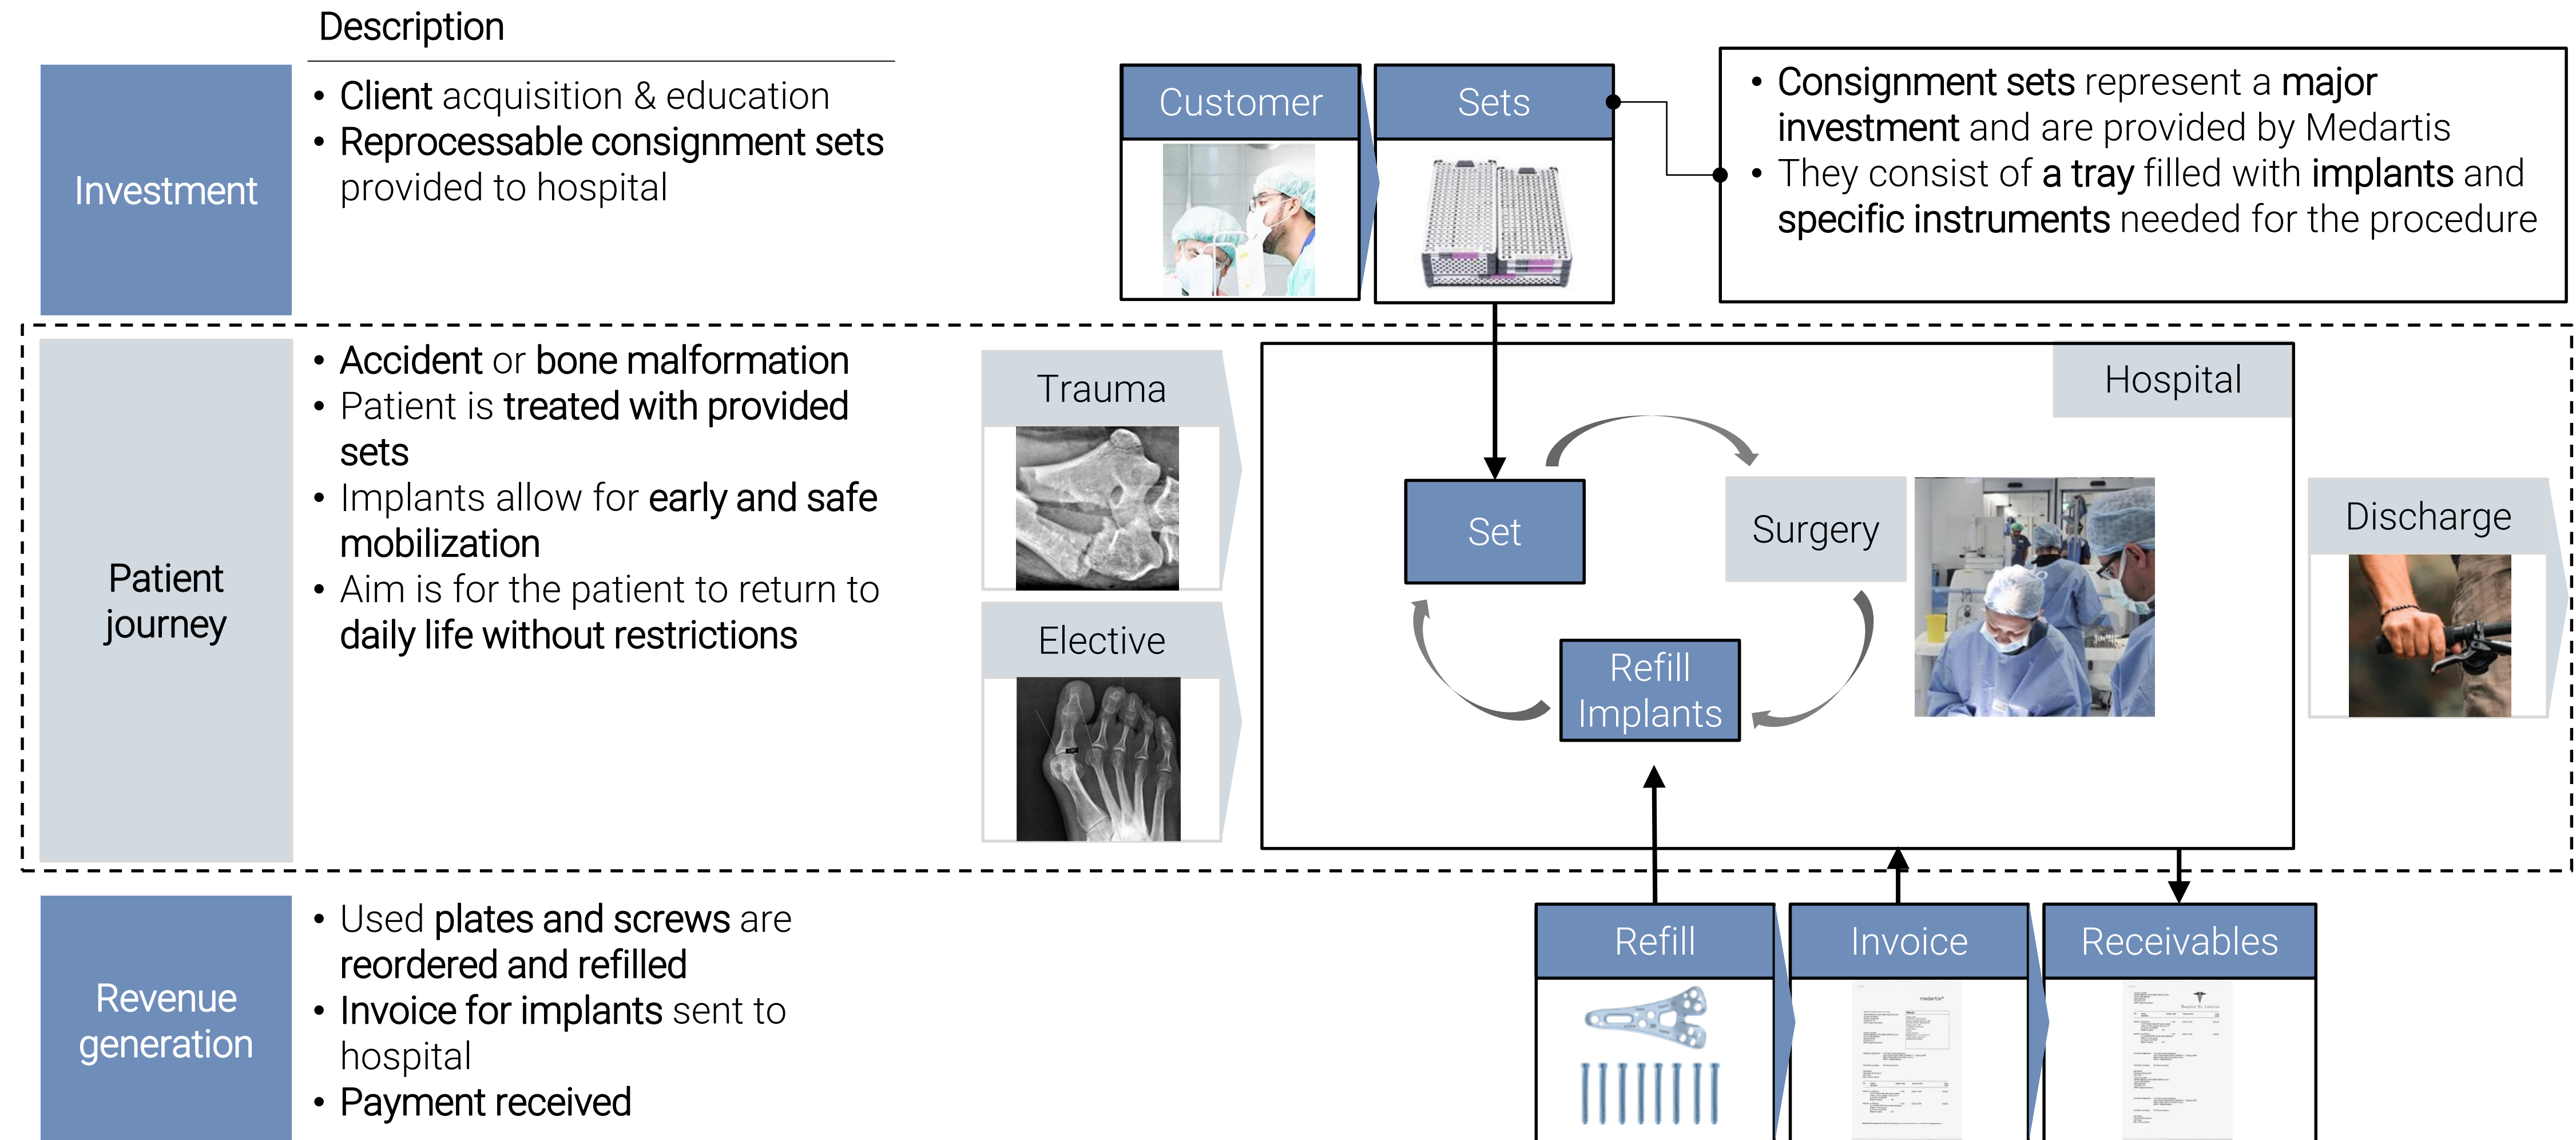 Description
Investment
• Client acquisition & education
• Reprocessable consignment sets
provided to hospital
Customer
Sets
• Consignment sets represent a major
investment and are provided by Medartis
• They consist of a tray filled with implants and
specific instruments needed for the procedure
Patient
journey
• Accident or bone malformation
• Patient is treated with provided
sets
• Implants allow for early and safe
mobilization
• Aim is for the patient to return to
daily life without restrictions
Trauma
Elective
Hospital
Set
Surgery
Refill
Implants
Discharge
Revenue
generation
• Used plates and screws are
reordered and refilled
• Invoice for implants sent to
hospital
• Payment received
Refill
Invoice
Receivables
medartis®